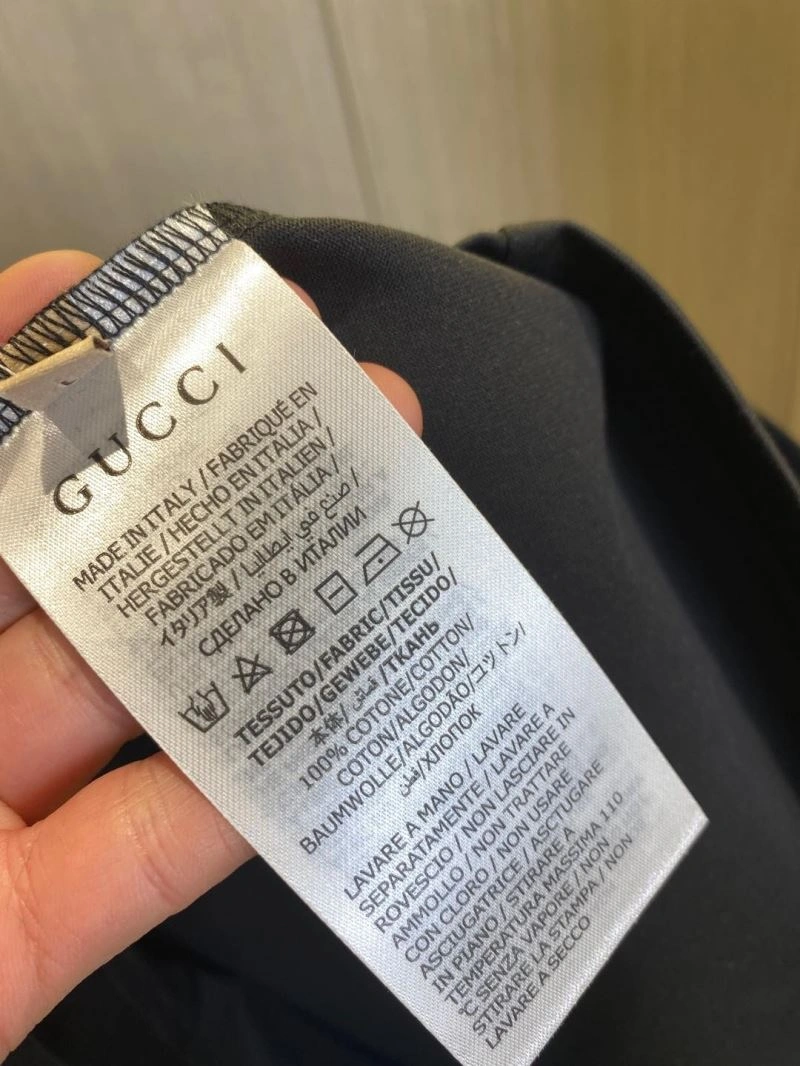 GUCCI
MADE IN ITALY / FABRIQUÉ EN
ITALIE / HECHO EN ITALIA /
HERGESTELLT IN ITALIEN /
FABRICADO EM ITÁLIA /
イタリア製 / صنع في ايطاليا /
СДЕЛАНО В ИТАЛИИ
TESSUTO/FABRIC/TISSU/
TEJIDO/GEWEBE/TECIDO/
本体/ قماش /ТКАНЬ
100% COTONE/COTTON/
COTON/ALGODON/
BAUMWOLLE/ALGODÃO/コットン/
قطن/ХЛОПОК
LAVARE A MANO / LAVARE
SEPARATAMENTE / LAVARE A
ROVESCIO / NON LASCIARE IN
AMMOLLO / NON TRATTARE
CON CLORO / NON USARE
ASCIUGATRICE / ASCTUGARE
IN PIANO / STIRARE A
TEMPERATURA MASSIMA 110
°C SENZA VAPORE / NON
STIRARE LA STAMPA / NON
LAVARE A SECCO